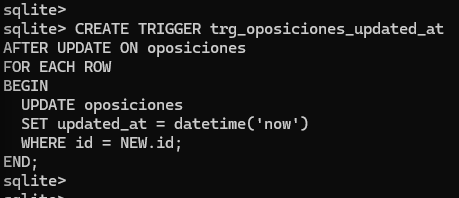 sqlite>
sqlite> CREATE TRIGGER trg_oposiciones_updated_at
AFTER UPDATE ON oposiciones
FOR EACH ROW
BEGIN
  UPDATE oposiciones
  SET updated_at = datetime('now')
  WHERE id = NEW.id;
END;
sqlite>
sqlite>